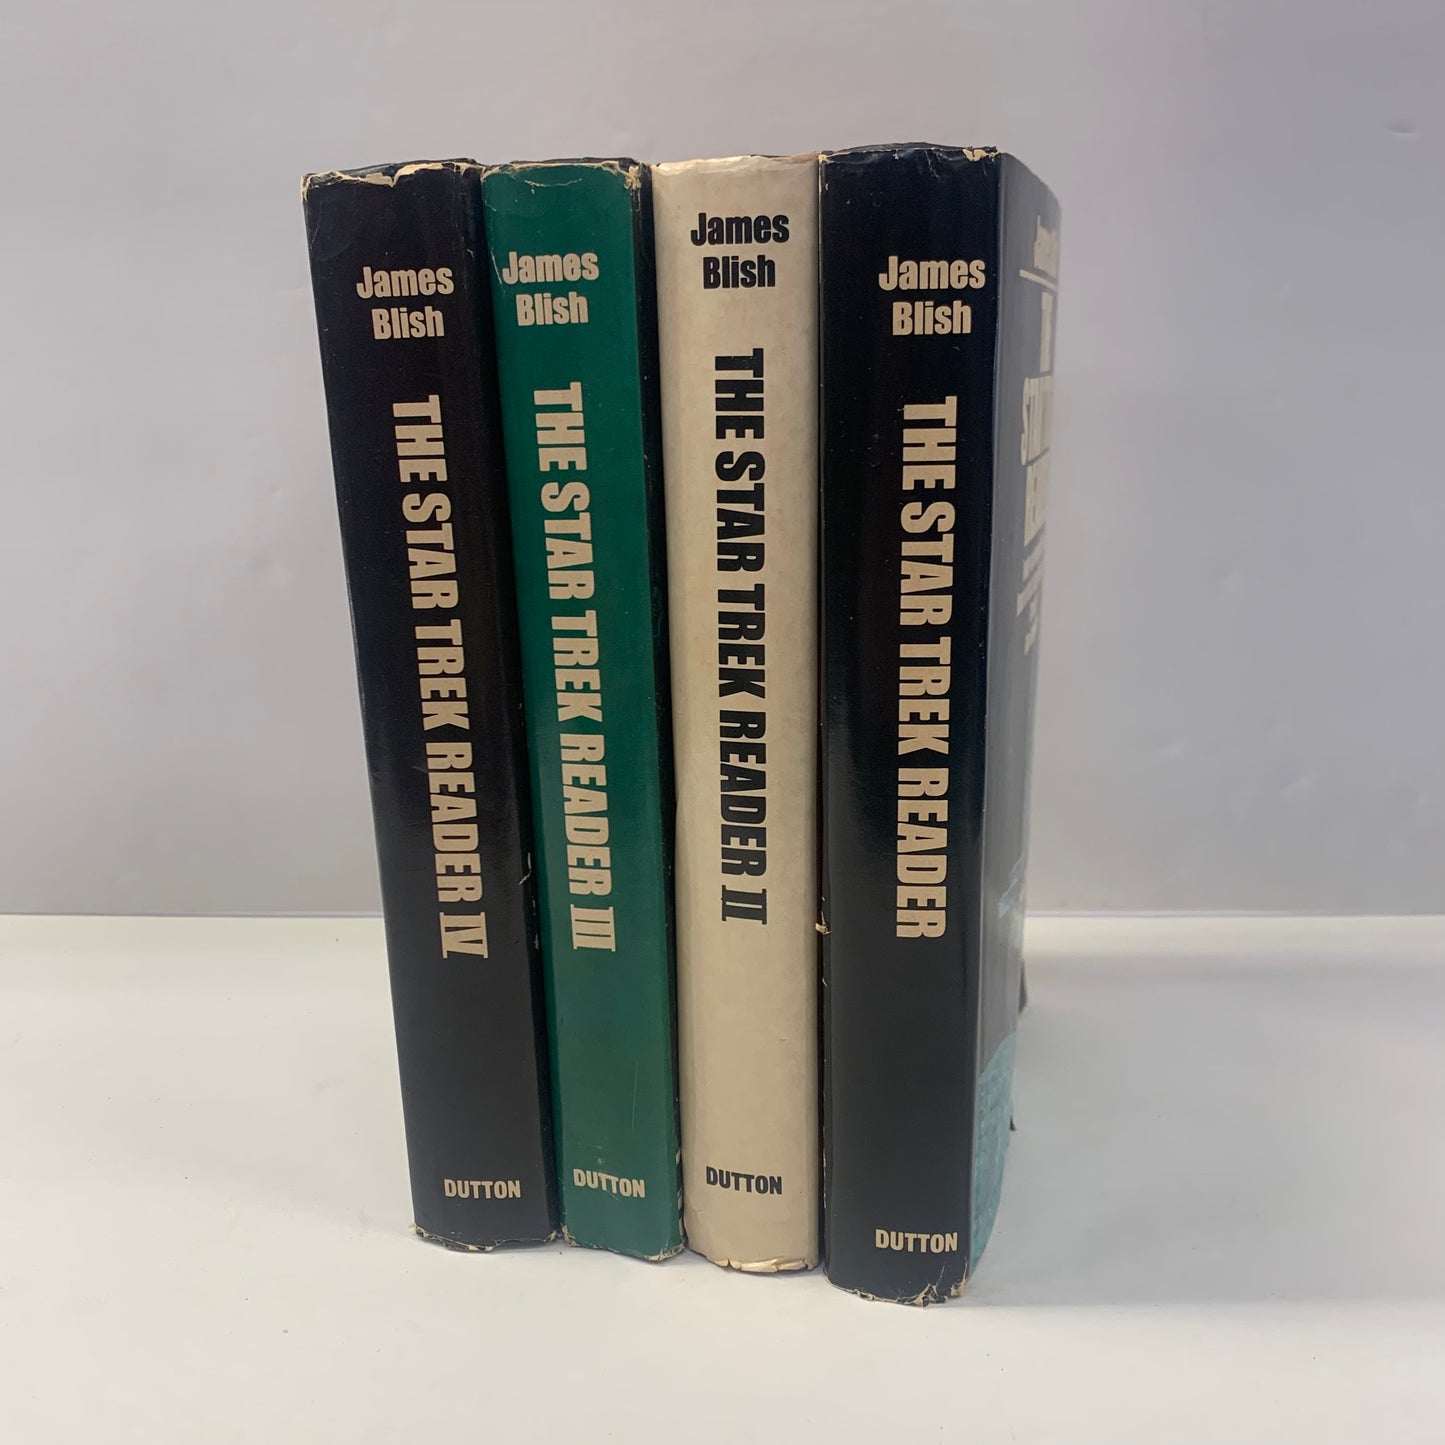 James
Blish
THE STAR TREK READER IV
DUTTON
James
Blish
THE STAR TREK READER III
DUTTON
James
Blish
THE STAR TREK READER II
DUTTON
James
Blish
THE STAR TREK READER
DUTTON